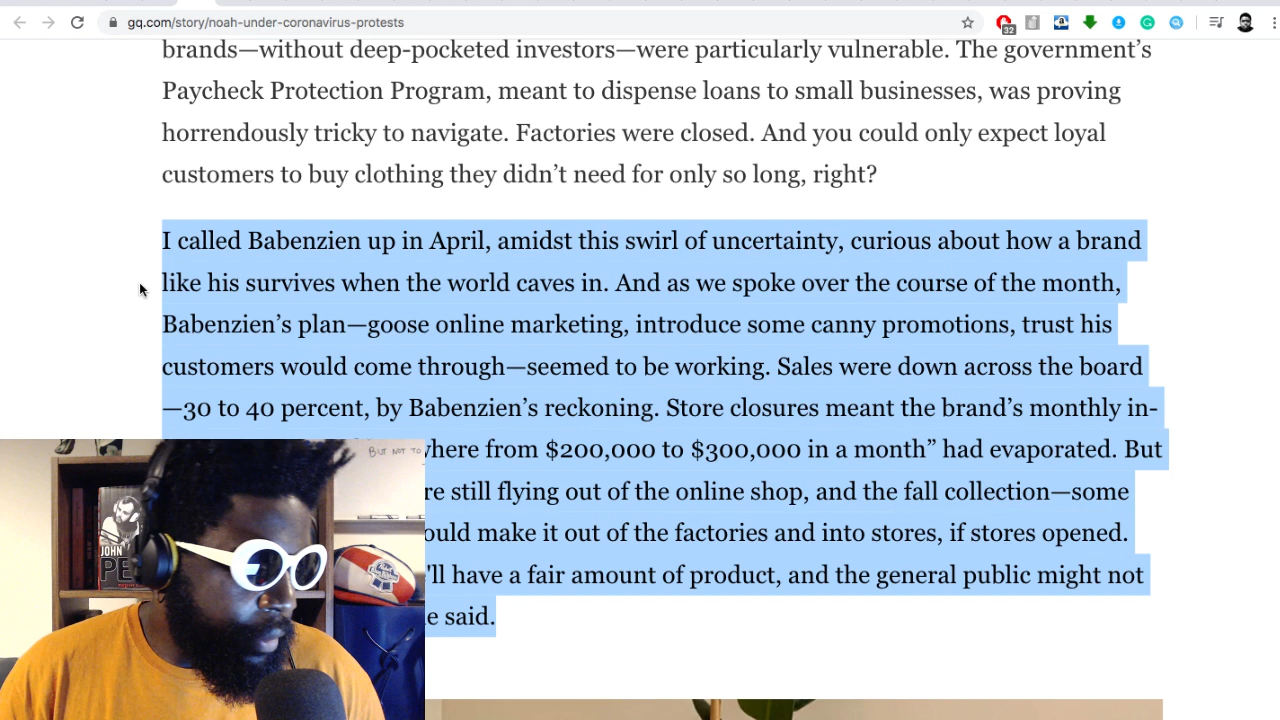 gq.com/story/noah-under-coronavirus-protests
32
brands—without deep-pocketed investors—were particularly vulnerable. The government’s
Paycheck Protection Program, meant to dispense loans to small businesses, was proving
horrendously tricky to navigate. Factories were closed. And you could only expect loyal
customers to buy clothing they didn’t need for only so long, right?
I called Babenzien up in April, amidst this swirl of uncertainty, curious about how a brand
like his survives when the world caves in. And as we spoke over the course of the month,
Babenzien’s plan—goose online marketing, introduce some canny promotions, trust his
customers would come through—seemed to be working. Sales were down across the board
—30 to 40 percent, by Babenzien’s reckoning. Store closures meant the brand’s monthly in-
where from $200,000 to $300,000 in a month” had evaporated. But
re still flying out of the online shop, and the fall collection—some
ould make it out of the factories and into stores, if stores opened.
'll have a fair amount of product, and the general public might not
e said.
BUT NOT TO
JOHN
PE